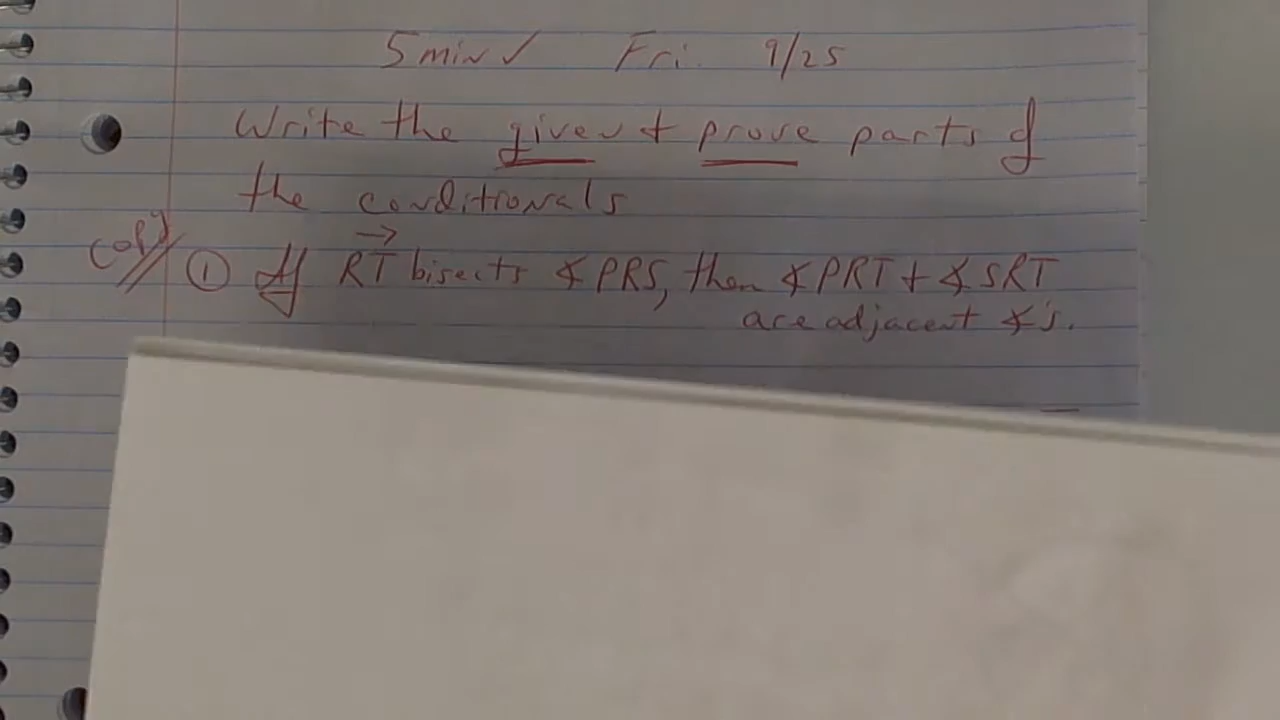 5 min ✓ Fri. 9/25
Write the given + prove parts of
the conditionals
copy // ① If RT⃗ bisects ∢PRS, then ∢PRT + ∢SRT
are adjacent ∢'s.